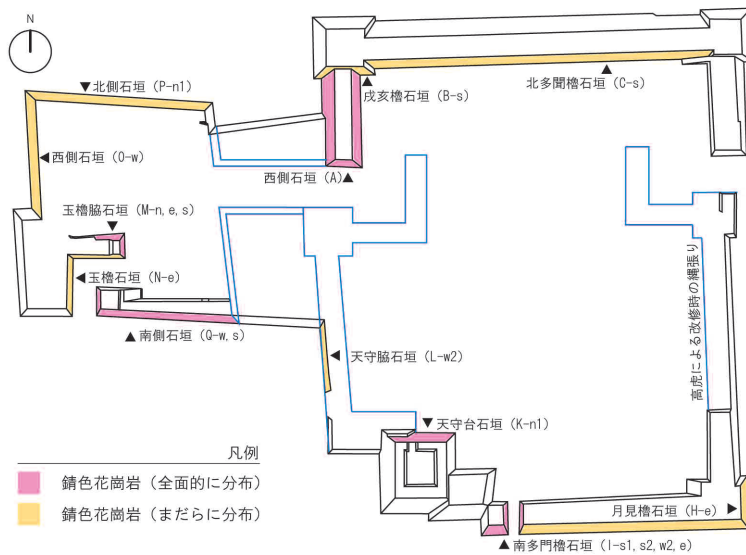 N
北側石垣（P-n1）
戌亥櫓石垣（B-s）
北多聞櫓石垣（C-s）
西側石垣（O-w）
西側石垣（A）
玉櫓脇石垣（M-n, e, s）
玉櫓石垣（N-e）
南側石垣（Q-w, s）
天守脇石垣（L-w2）
高虎による改修時の縄張り
天守台石垣（K-n1）
凡例
錆色花崗岩（全面的に分布）
錆色花崗岩（まだらに分布）
月見櫓石垣（H-e）
南多門櫓石垣（I-s1, s2, w2, e）